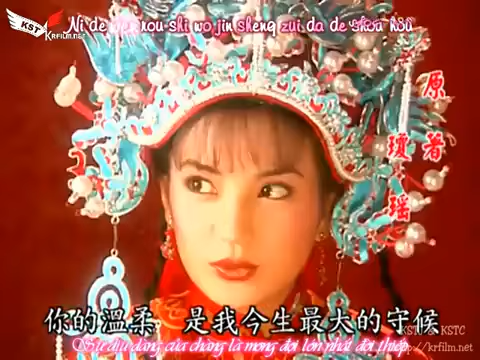 KST
KRfilm.net
Ni de wen rou shi wo jin sheng zui da de shou hou
原著
瓊瑤
你的溫柔 是我今生最大的守候
KSTC
http://krfilm.net
Sự dịu dàng của chàng là mong đợi lớn nhất đời thiếp